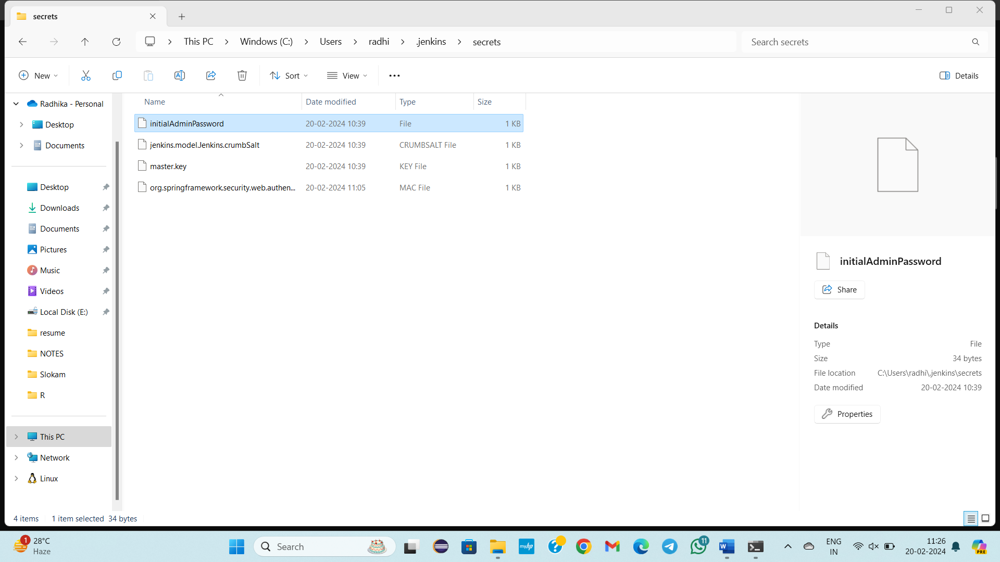 secrets
This PC
Windows (C:)
Users
radhi
.jenkins
secrets
Search secrets
New
Sort
View
Details
Radhika - Personal
Desktop
Documents
Desktop
Downloads
Documents
Pictures
Music
Videos
Local Disk (E:)
resume
NOTES
Slokam
R
This PC
Network
Linux
Name Date modified Type Size
initialAdminPassword 20-02-2024 10:39 File 1 KB
jenkins.model.Jenkins.crumbSalt 20-02-2024 10:39 CRUMBSALT File 1 KB
master.key 20-02-2024 10:39 KEY File 1 KB
org.springframework.security.web.authen... 20-02-2024 11:05 MAC File 1 KB
initialAdminPassword
Share
Details
Type File
Size 34 bytes
File location C:\Users\radhi\.jenkins\secrets
Date modified 20-02-2024 10:39
Properties
4 items 1 item selected 34 bytes
1
28°C
Haze
Search
myhp
11
W
ENG
IN
11:26
20-02-2024
PRE